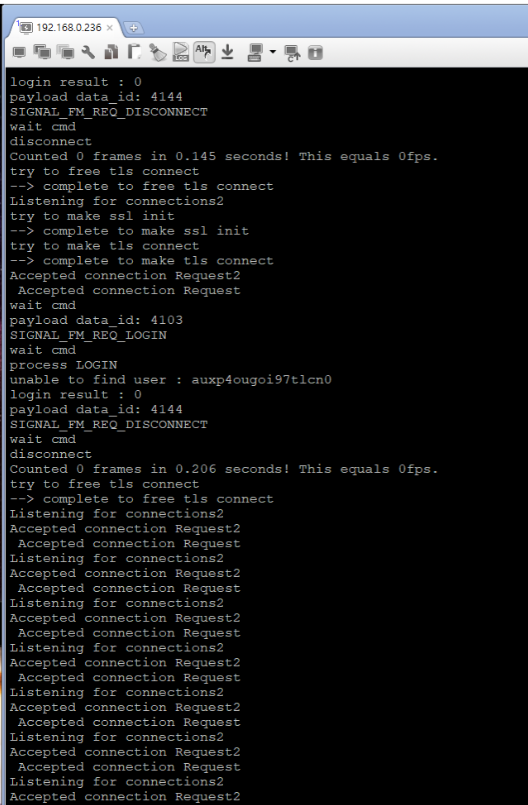 192.168.0.236
login result : 0
payload data_id: 4144
SIGNAL_FM_REQ_DISCONNECT
wait cmd
disconnect
Counted 0 frames in 0.145 seconds! This equals 0fps.
try to free tls connect
--> complete to free tls connect
Listening for connections2
try to make ssl init
--> complete to make ssl init
try to make tls connect
--> complete to make tls connect
Accepted connection Request2
 Accepted connection Request
wait cmd
payload data_id: 4103
SIGNAL_FM_REQ_LOGIN
wait cmd
process LOGIN
unable to find user : auxp4ougoi97tlcn0
login result : 0
payload data_id: 4144
SIGNAL_FM_REQ_DISCONNECT
wait cmd
disconnect
Counted 0 frames in 0.206 seconds! This equals 0fps.
try to free tls connect
--> complete to free tls connect
Listening for connections2
Accepted connection Request2
 Accepted connection Request
Listening for connections2
Accepted connection Request2
 Accepted connection Request
Listening for connections2
Accepted connection Request2
 Accepted connection Request
Listening for connections2
Accepted connection Request2
 Accepted connection Request
Listening for connections2
Accepted connection Request2
 Accepted connection Request
Listening for connections2
Accepted connection Request2
 Accepted connection Request
Listening for connections2
Accepted connection Request2